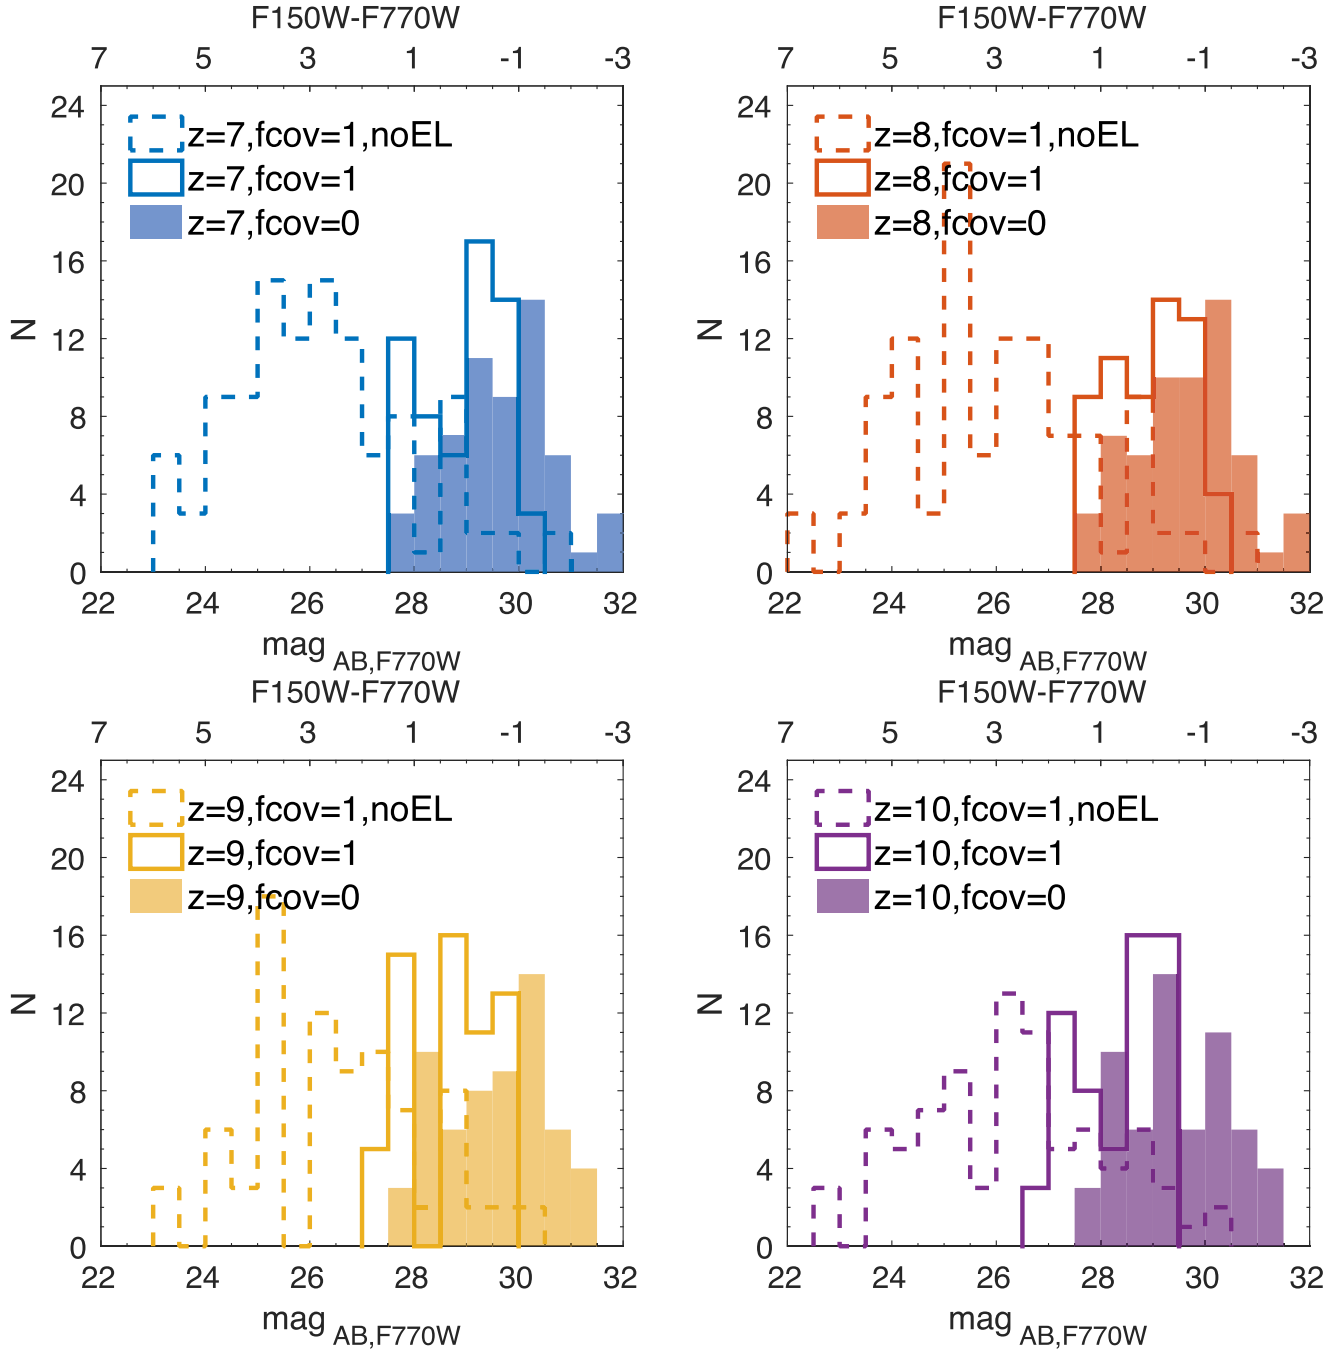 F150W-F770W
7 5 3 1 -1 -3
24
20
16
12
8
4
0
N
z=7,fcov=1,noEL
z=7,fcov=1
z=7,fcov=0
22 24 26 28 30 32
mag AB,F770W
F150W-F770W
7 5 3 1 -1 -3
24
20
16
12
8
4
0
N
z=8,fcov=1,noEL
z=8,fcov=1
z=8,fcov=0
22 24 26 28 30 32
mag AB,F770W
F150W-F770W
7 5 3 1 -1 -3
24
20
16
12
8
4
0
N
z=9,fcov=1,noEL
z=9,fcov=1
z=9,fcov=0
22 24 26 28 30 32
mag AB,F770W
F150W-F770W
7 5 3 1 -1 -3
24
20
16
12
8
4
0
N
z=10,fcov=1,noEL
z=10,fcov=1
z=10,fcov=0
22 24 26 28 30 32
mag AB,F770W